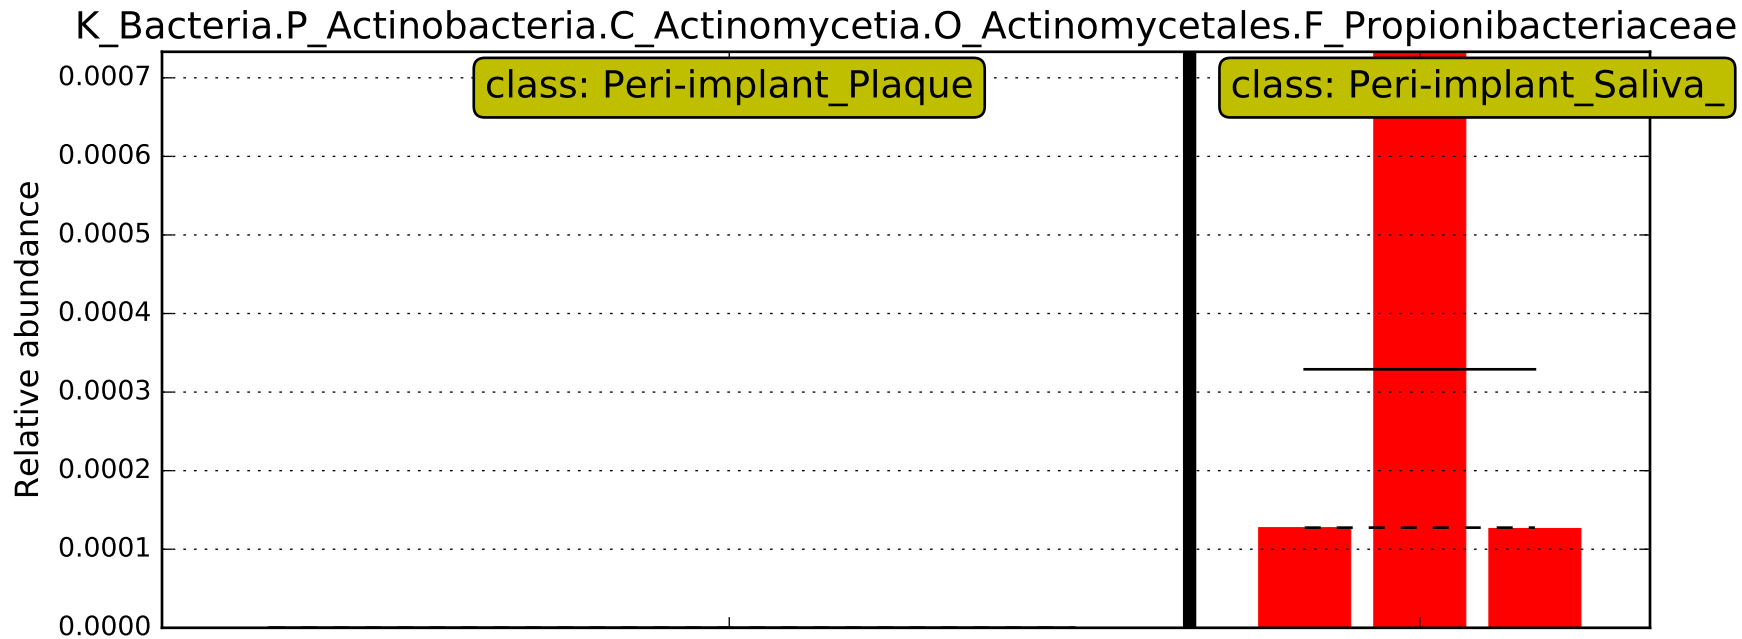 K_Bacteria.P_Actinobacteria.C_Actinomycetia.O_Actinomycetales.F_Propionibacteriaceae
class: Peri-implant_Plaque
class: Peri-implant_Saliva_
Relative abundance
0.0007
0.0006
0.0005
0.0004
0.0003
0.0002
0.0001
0.0000